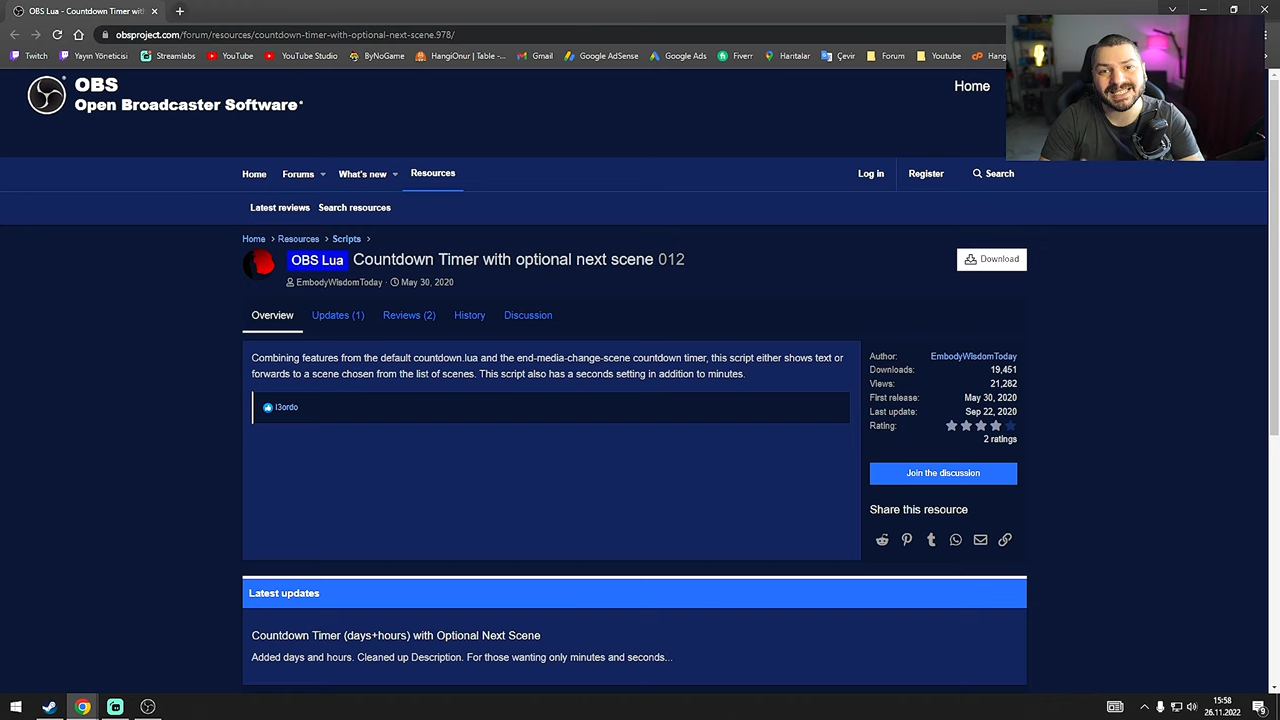 OBS Lua - Countdown Timer with
obsproject.com/forum/resources/countdown-timer-with-optional-next-scene.978/
Twitch
Yayın Yöneticisi
Streamlabs
YouTube
YouTube Studio
ByNoGame
HangiOnur | Table -...
Gmail
Google AdSense
Google Ads
Fiverr
Haritalar
Çevir
Forum
Youtube
Hang
OBS
Open Broadcaster Software
Home
Home
Forums
What's new
Resources
Log in
Register
Search
Latest reviews
Search resources
Home
Resources
Scripts
OBS Lua Countdown Timer with optional next scene 012
Download
EmbodyWisdomToday · May 30, 2020
Overview
Updates (1)
Reviews (2)
History
Discussion
Combining features from the default countdown.lua and the end-media-change-scene countdown timer, this script either shows text or
forwards to a scene chosen from the list of scenes. This script also has a seconds setting in addition to minutes.
l3ordo
Author: EmbodyWisdomToday
Downloads: 19,451
Views: 21,282
First release: May 30, 2020
Last update: Sep 22, 2020
Rating:
2 ratings
Join the discussion
Share this resource
Latest updates
Countdown Timer (days+hours) with Optional Next Scene
Added days and hours. Cleaned up Description. For those wanting only minutes and seconds...
15:58
26.11.2022